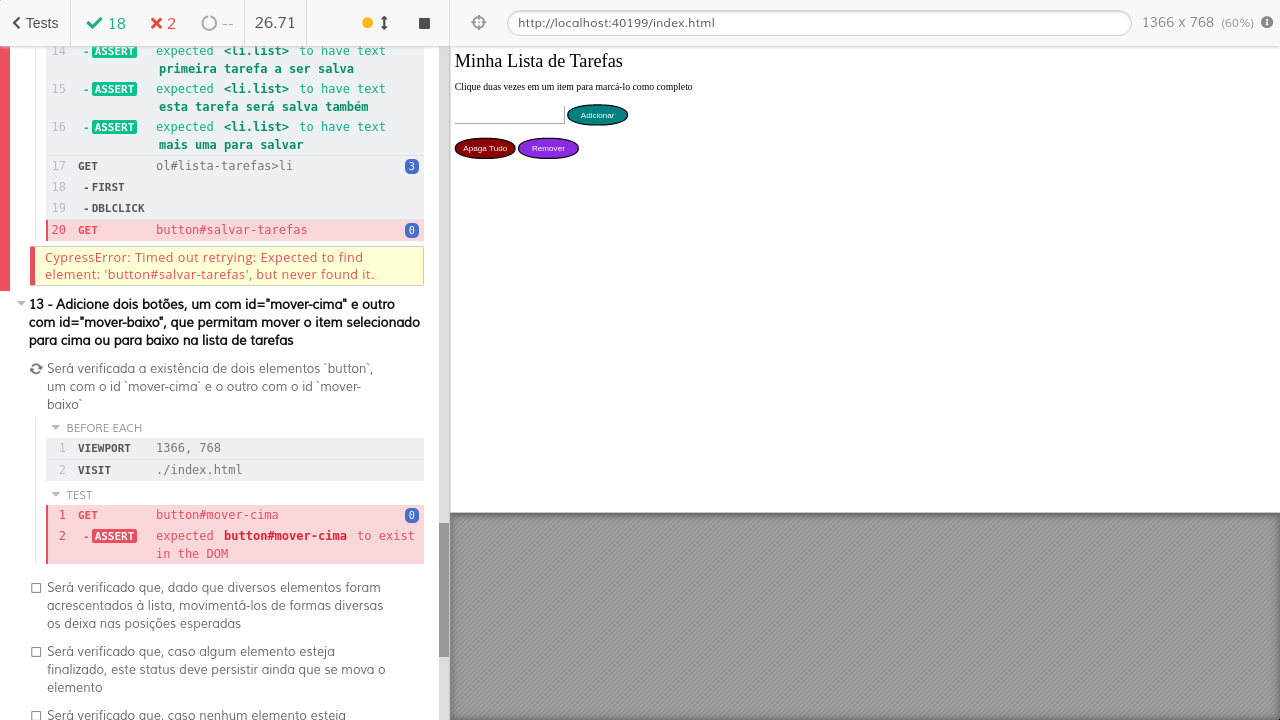 Tests 18 2 -- 26.71
14 - ASSERT expected <li.list> to have text
primeira tarefa a ser salva
15 - ASSERT expected <li.list> to have text
esta tarefa será salva também
16 - ASSERT expected <li.list> to have text
mais uma para salvar
17 GET ol#lista-tarefas>li 3
18 - FIRST
19 - DBLCLICK
20 GET button#salvar-tarefas 0
CypressError: Timed out retrying: Expected to find
element: 'button#salvar-tarefas', but never found it.
13 - Adicione dois botões, um com id="mover-cima" e outro
com id="mover-baixo", que permitam mover o item selecionado
para cima ou para baixo na lista de tarefas
Será verificada a existência de dois elementos `button`,
um com o id `mover-cima` e o outro com o id `mover-
baixo`
BEFORE EACH
1 VIEWPORT 1366, 768
2 VISIT ./index.html
TEST
1 GET button#mover-cima 0
2 - ASSERT expected button#mover-cima to exist
in the DOM
Será verificado que, dado que diversos elementos foram
acrescentados à lista, movimentá-los de formas diversas
os deixa nas posições esperadas
Será verificado que, caso algum elemento esteja
finalizado, este status deve persistir ainda que se mova o
elemento
Será verificado que, caso nenhum elemento esteja
http://localhost:40199/index.html 1366 x 768 (60%)
Minha Lista de Tarefas
Clique duas vezes em um item para marcá-lo como completo
Adicionar
Apaga Tudo Remover